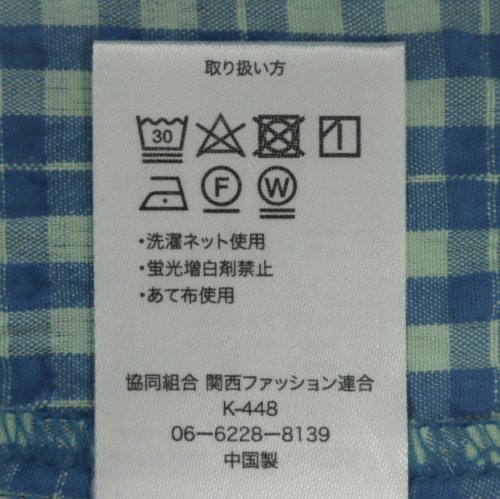 取り扱い方
30
F W
・洗濯ネット使用
・蛍光増白剤禁止
・あて布使用
協同組合 関西ファッション連合
K-448
06-6228-8139
中国製